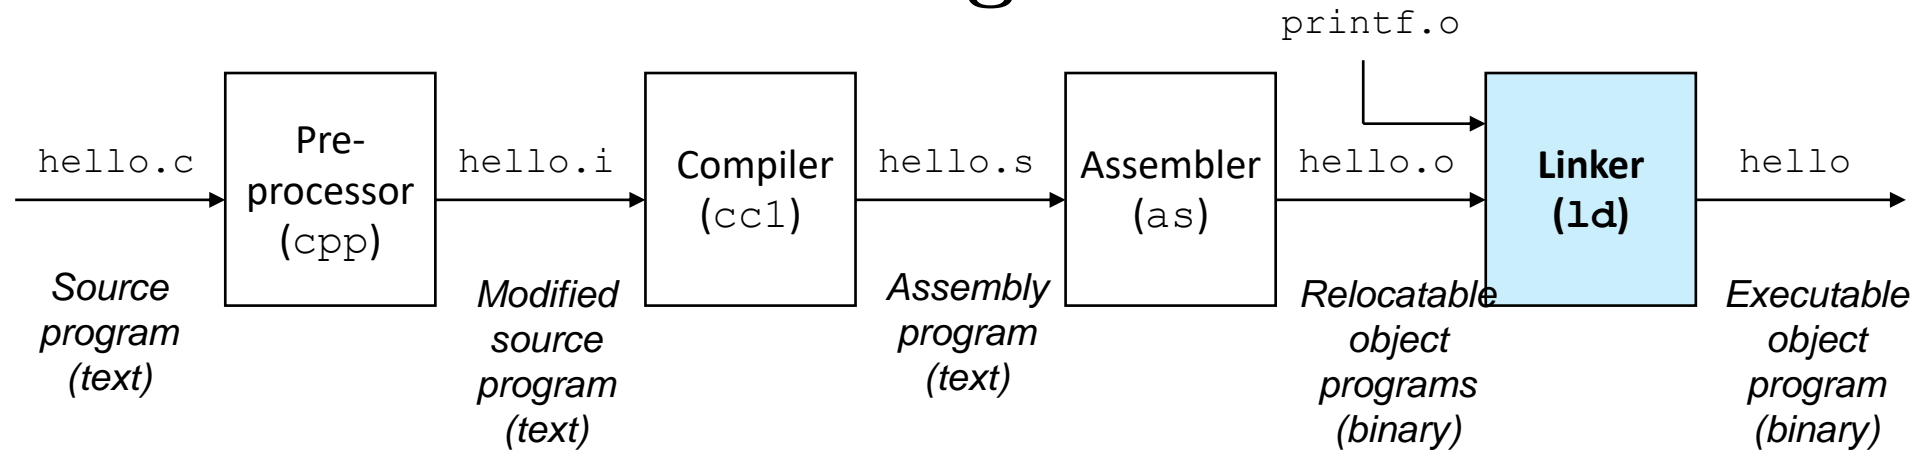 g
printf.o
hello.c
Pre-
processor
(cpp)
hello.i
Compiler
(cc1)
hello.s
Assembler
(as)
hello.o
Linker
(ld)
hello
Source
program
(text)
Modified
source
program
(text)
Assembly
program
(text)
Relocatable
object
programs
(binary)
Executable
object
program
(binary)